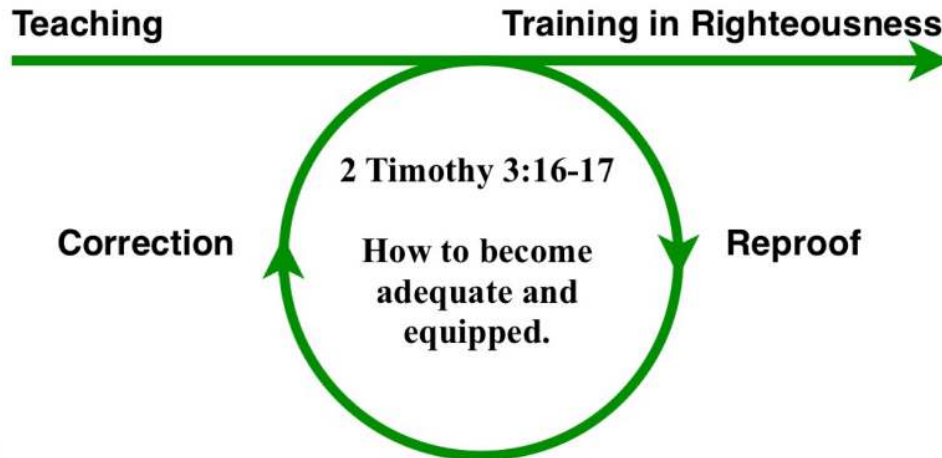 Teaching
Training in Righteousness
2 Timothy 3:16-17
Correction
How to become
adequate and
equipped.
Reproof